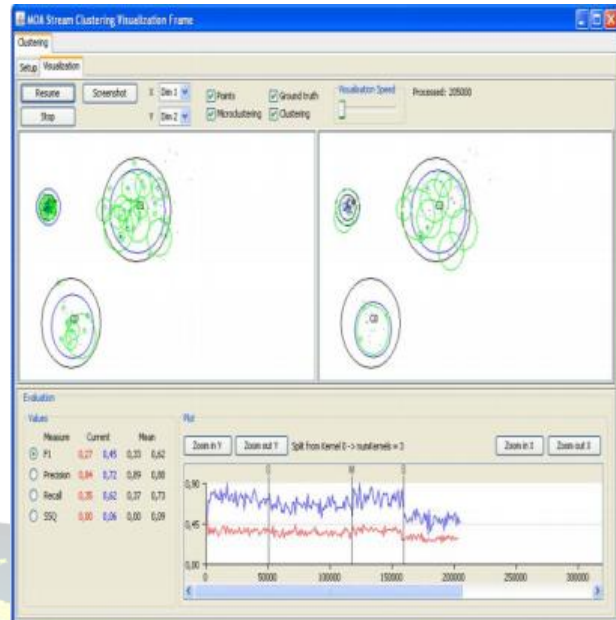 MOA Stream Clustering Visualization Frame
Clustering
Setup Visualization
Resume Screenshot X Dim 1 Points Ground truth Visualisation Speed Processed: 205000
Stop Y Dim 2 Microclustering Clustering
Evaluation
Values
Plot
Measure Current Mean
F1 0,27 0,45 0,33 0,62
Precision 0,84 0,72 0,89 0,80
Recall 0,35 0,62 0,37 0,73
SSQ 0,00 0,06 0,00 0,09
Zoom in Y Zoom out Y Split from Kernel 0 -> numKernels = 3 Zoom in X Zoom out X
0,90
0,45
0,00
0 50000 100000 150000 200000 250000 300000